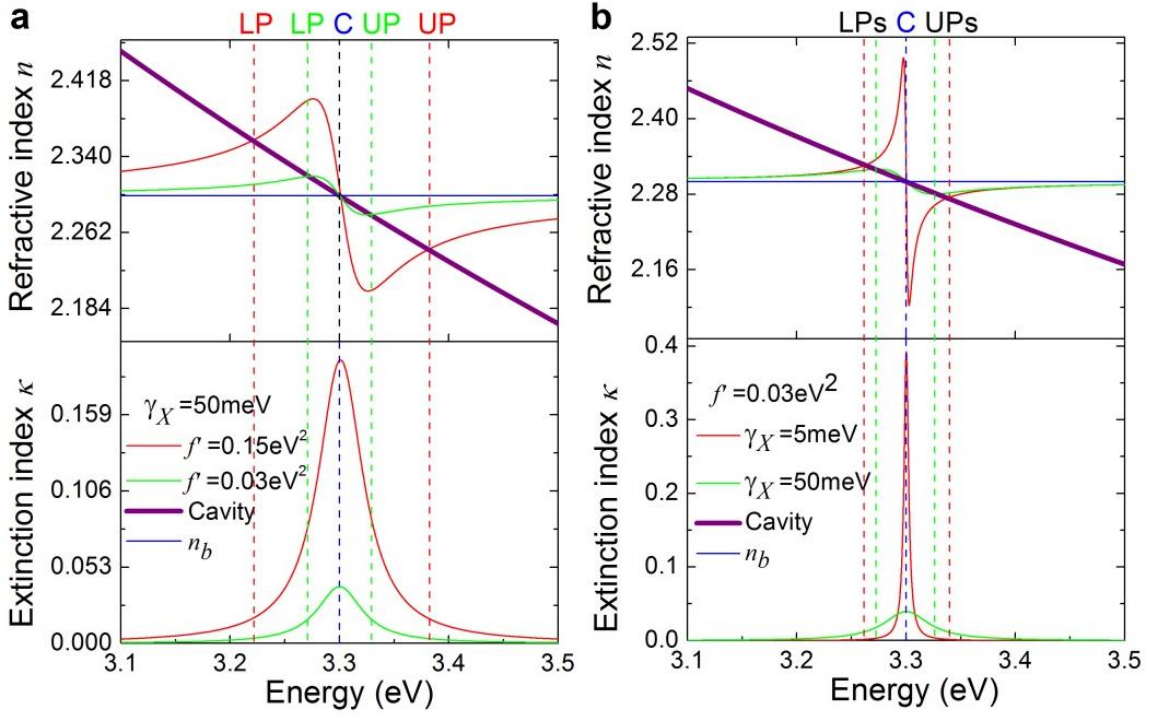 a
LP LP C UP UP
Refractive index n
2.418
2.340
2.262
2.184
Extinction index κ
0.159
0.106
0.053
0.000
γX=50meV
f'=0.15eV2
f'=0.03eV2
Cavity
nb
3.1 3.2 3.3 3.4 3.5
Energy (eV)
b
LPs C UPs
Refractive index n
2.52
2.40
2.28
2.16
Extinction index κ
0.4
0.3
0.2
0.1
0.0
f'=0.03eV2
γX=5meV
γX=50meV
Cavity
nb
3.1 3.2 3.3 3.4 3.5
Energy (eV)